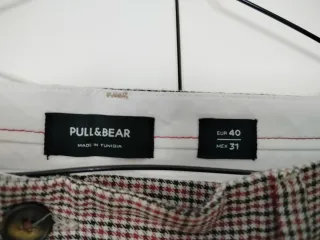 PULL&BEAR
MADE IN TUNISIA
EUR 40
MEX 31